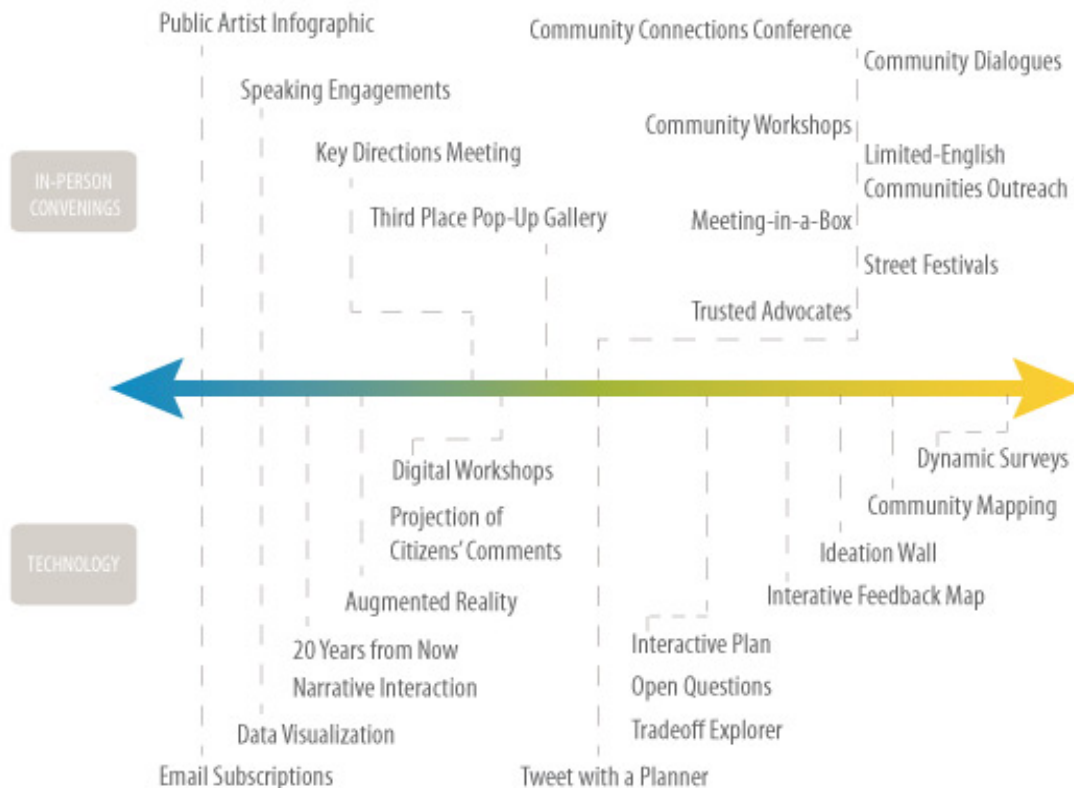 Public Artist Infographic
Community Connections Conference
Community Dialogues
Speaking Engagements
Community Workshops
Key Directions Meeting
Limited-English
Communities Outreach
IN-PERSON
CONVENINGS
Third Place Pop-Up Gallery
Meeting-in-a-Box
Street Festivals
Trusted Advocates
Digital Workshops
Dynamic Surveys
Projection of
Citizens' Comments
Community Mapping
TECHNOLOGY
Ideation Wall
Augmented Reality
Interative Feedback Map
20 Years from Now
Narrative Interaction
Interactive Plan
Open Questions
Data Visualization
Tradeoff Explorer
Email Subscriptions
Tweet with a Planner